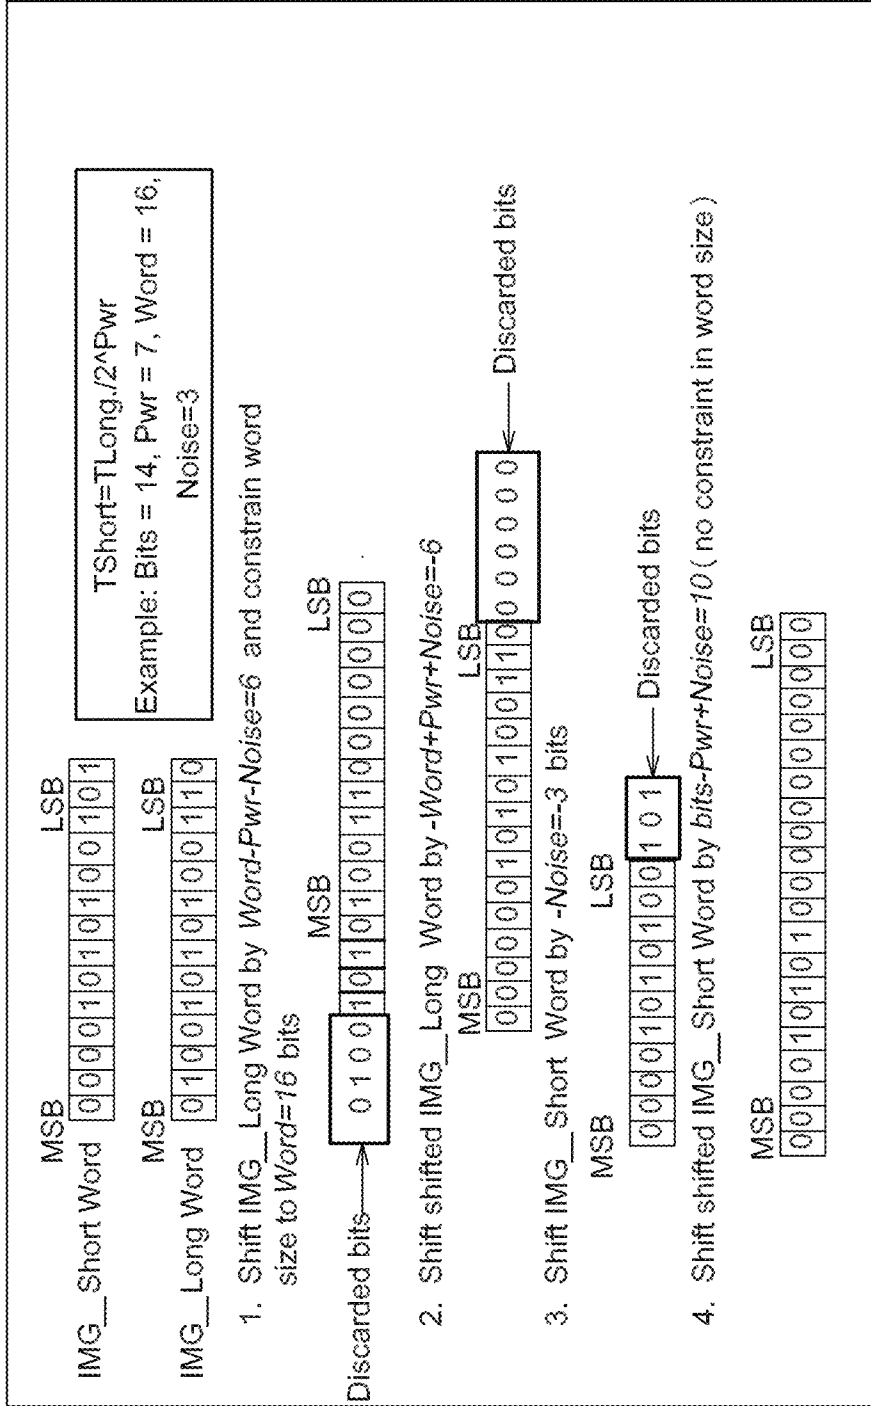 MSB LSB
IMG_Short Word 0 0 0 0 1 0 1 0 1 0 0 1 0 1
MSB LSB
IMG_Long Word 0 1 0 0 1 0 1 0 1 0 0 1 1 0
TShort=TLong./2^Pwr
Example: Bits = 14, Pwr = 7, Word = 16,
Noise=3
1. Shift IMG_Long Word by Word-Pwr-Noise=6 and constrain word
size to Word=16 bits
MSB LSB
Discarded bits 0 1 0 0 1 0 1 0 1 0 0 1 1 0 0 0 0 0 0 0
2. Shift shifted IMG_Long Word by -Word+Pwr+Noise=-6
MSB LSB
0 0 0 0 0 0 1 0 1 0 1 0 0 1 1 0 0 0 0 0 0 0 Discarded bits
3. Shift IMG_Short Word by -Noise=-3 bits
MSB LSB
0 0 0 0 1 0 1 0 1 0 0 1 0 1 Discarded bits
4. Shift shifted IMG_Short Word by bits-Pwr+Noise=10 ( no constraint in word size )
MSB LSB
0 0 0 0 1 0 1 0 1 0 0 0 0 0 0 0 0 0 0 0 0